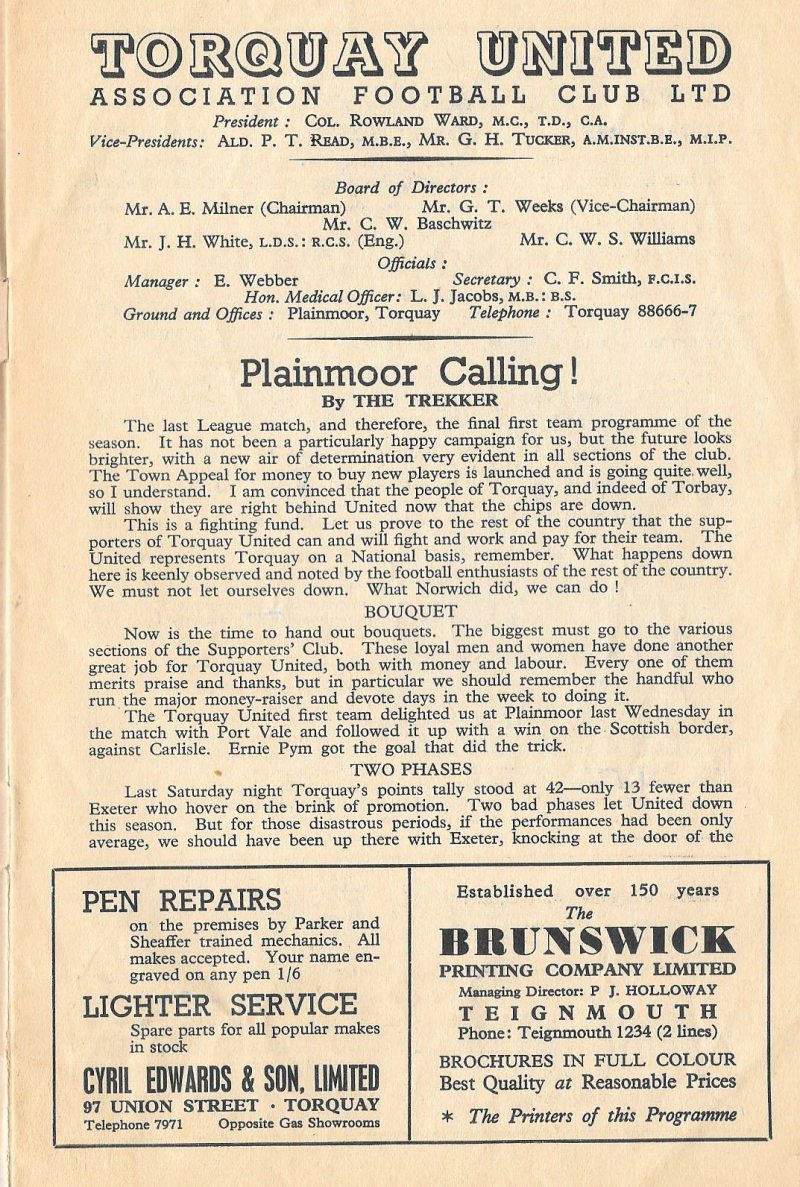 TORQUAY UNITED
ASSOCIATION FOOTBALL CLUB LTD
President : COL. ROWLAND WARD, M.C., T.D., C.A.
Vice-Presidents: ALD. P. T. READ, M.B.E., MR. G. H. TUCKER, A.M.INST.B.E., M.I.P.
Board of Directors :
Mr. A. E. Milner (Chairman) Mr. G. T. Weeks (Vice-Chairman)
Mr. C. W. Baschwitz
Mr. J. H. White, L.D.S.: R.C.S. (Eng.) Mr. C. W. S. Williams
Officials :
Manager : E. Webber Secretary : C. F. Smith, F.C.I.S.
Hon. Medical Officer: L. J. Jacobs, M.B.: B.S.
Ground and Offices : Plainmoor, Torquay Telephone : Torquay 88666-7
Plainmoor Calling!
By THE TREKKER
The last League match, and therefore, the final first team programme of the
season. It has not been a particularly happy campaign for us, but the future looks
brighter, with a new air of determination very evident in all sections of the club.
The Town Appeal for money to buy new players is launched and is going quite well,
so I understand. I am convinced that the people of Torquay, and indeed of Torbay,
will show they are right behind United now that the chips are down.
This is a fighting fund. Let us prove to the rest of the country that the sup-
porters of Torquay United can and will fight and work and pay for their team. The
United represents Torquay on a National basis, remember. What happens down
here is keenly observed and noted by the football enthusiasts of the rest of the country.
We must not let ourselves down. What Norwich did, we can do !
BOUQUET
Now is the time to hand out bouquets. The biggest must go to the various
sections of the Supporters' Club. These loyal men and women have done another
great job for Torquay United, both with money and labour. Every one of them
merits praise and thanks, but in particular we should remember the handful who
run the major money-raiser and devote days in the week to doing it.
The Torquay United first team delighted us at Plainmoor last Wednesday in
the match with Port Vale and followed it up with a win on the Scottish border,
against Carlisle. Ernie Pym got the goal that did the trick.
TWO PHASES
Last Saturday night Torquay's points tally stood at 42—only 13 fewer than
Exeter who hover on the brink of promotion. Two bad phases let United down
this season. But for those disastrous periods, if the performances had been only
average, we should have been up there with Exeter, knocking at the door of the
PEN REPAIRS
on the premises by Parker and
Sheaffer trained mechanics. All
makes accepted. Your name en-
graved on any pen 1/6
LIGHTER SERVICE
Spare parts for all popular makes
in stock
CYRIL EDWARDS & SON, LIMITED
97 UNION STREET · TORQUAY
Telephone 7971 Opposite Gas Showrooms
Established over 150 years
The
BRUNSWICK
PRINTING COMPANY LIMITED
Managing Director: P J. HOLLOWAY
TEIGNMOUTH
Phone: Teignmouth 1234 (2 lines)
BROCHURES IN FULL COLOUR
Best Quality at Reasonable Prices
* The Printers of this Programme